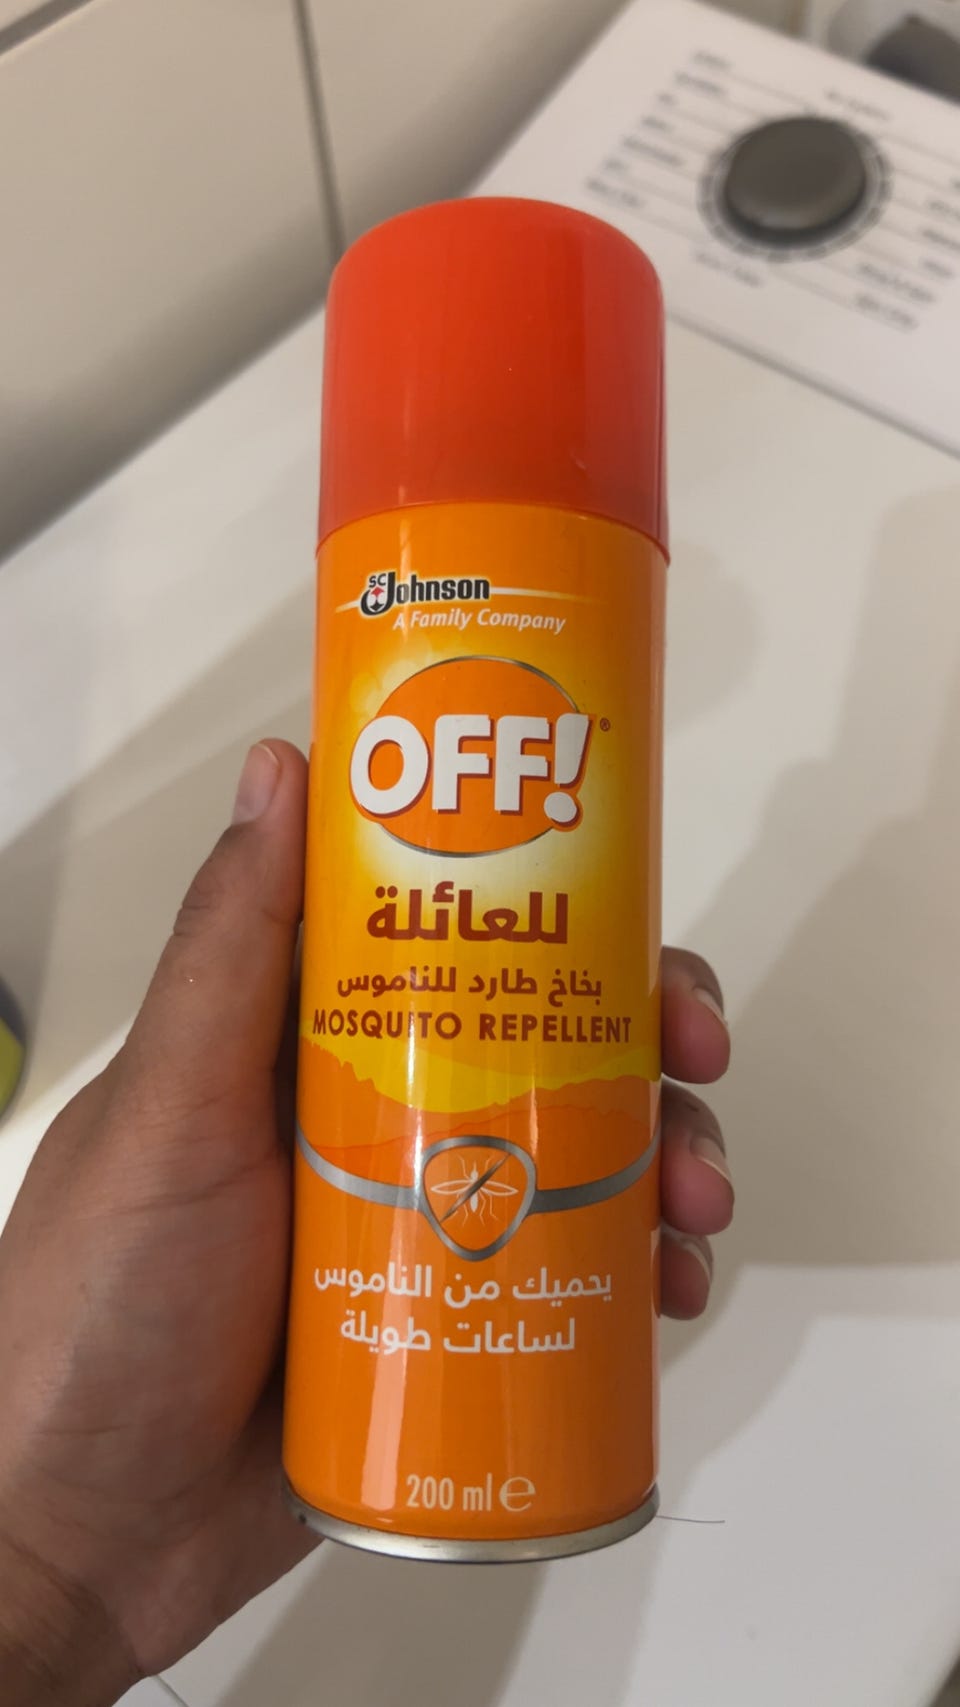 SC Johnson
A Family Company
OFF!®
للعائلة
بخاخ طارد للناموس
MOSQUITO REPELLENT
يحميك من الناموس
لساعات طويلة
200 ml ℮